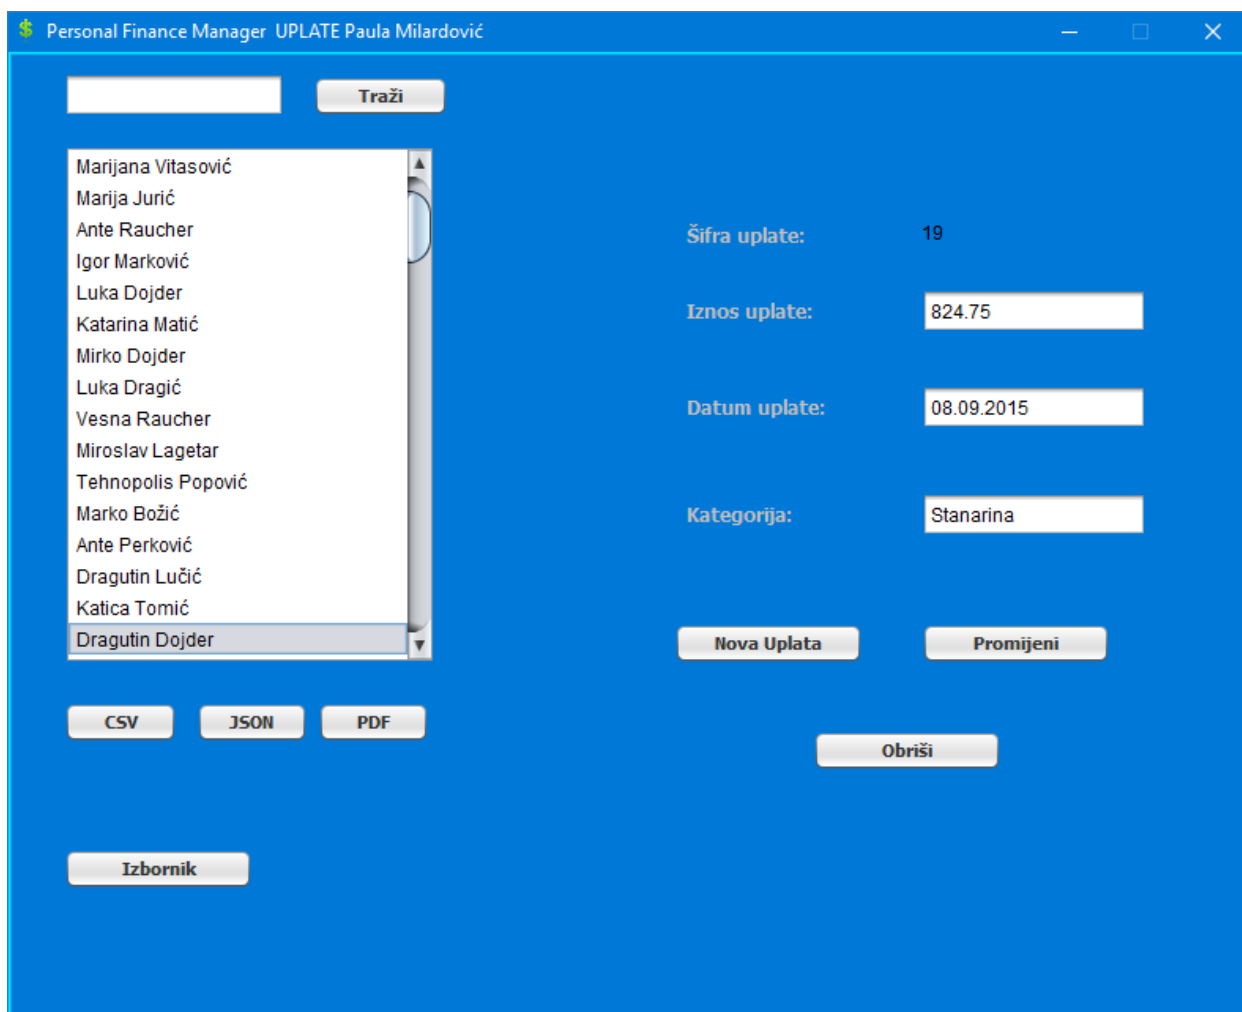 Personal Finance Manager UPLATE Paula Milardović
Traži
Marijana Vitasović
Marija Jurić
Ante Raucher
Igor Marković
Luka Dojder
Katarina Matić
Mirko Dojder
Luka Dragić
Vesna Raucher
Miroslav Lagetar
Tehnopolis Popović
Marko Božić
Ante Perković
Dragutin Lučić
Katica Tomić
Dragutin Dojder
CSV JSON PDF
Izbornik
Šifra uplate: 19
Iznos uplate: 824.75
Datum uplate: 08.09.2015
Kategorija: Stanarina
Nova Uplata Promijeni
Obriši